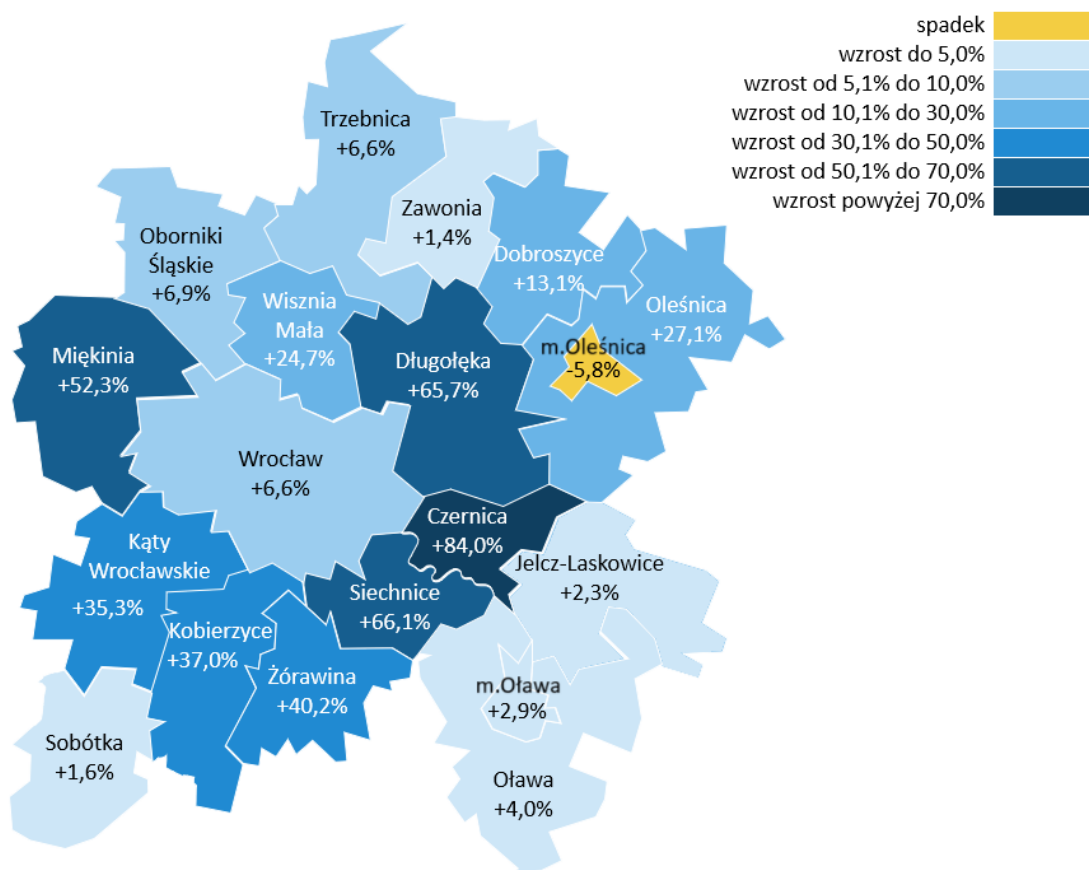 spadek
wzrost do 5,0%
wzrost od 5,1% do 10,0%
wzrost od 10,1% do 30,0%
wzrost od 30,1% do 50,0%
wzrost od 50,1% do 70,0%
wzrost powyżej 70,0%
Trzebnica
+6,6%
Zawonia
+1,4%
Oborniki
Śląskie
+6,9%
Dobroszyce
+13,1%
Oleśnica
+27,1%
Wisznia
Mała
+24,7%
Miękinia
+52,3%
Długołęka
+65,7%
m.Oleśnica
-5,8%
Wrocław
+6,6%
Czernica
+84,0%
Kąty
Wrocławskie
+35,3%
Jelcz-Laskowice
+2,3%
Siechnice
+66,1%
Kobierzyce
+37,0%
Żórawina
+40,2%
m.Oława
+2,9%
Sobótka
+1,6%
Oława
+4,0%